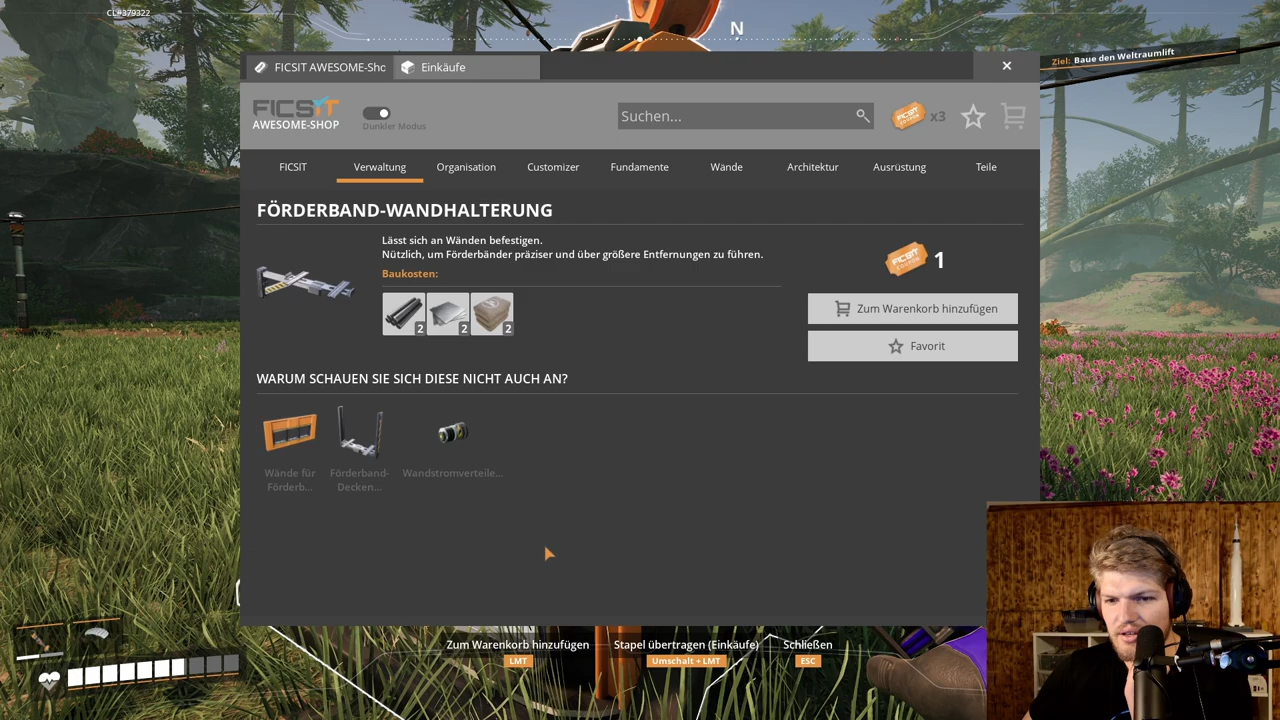 CL#379322
N
Ziel: Baue den Weltraumlift
FICSIT AWESOME-Shc
Einkäufe
FICSIT
AWESOME-SHOP
Dunkler Modus
Suchen...
x3
FICSIT
Verwaltung
Organisation
Customizer
Fundamente
Wände
Architektur
Ausrüstung
Teile
FÖRDERBAND-WANDHALTERUNG
Lässt sich an Wänden befestigen.
Nützlich, um Förderbänder präziser und über größere Entfernungen zu führen.
Baukosten:
2
2
2
1
Zum Warenkorb hinzufügen
Favorit
WARUM SCHAUEN SIE SICH DIESE NICHT AUCH AN?
Wände für
Förderb...
Förderband-
Decken...
Wandstromverteile...
Zum Warenkorb hinzufügen
LMT
Stapel übertragen (Einkäufe)
Umschalt + LMT
Schließen
ESC